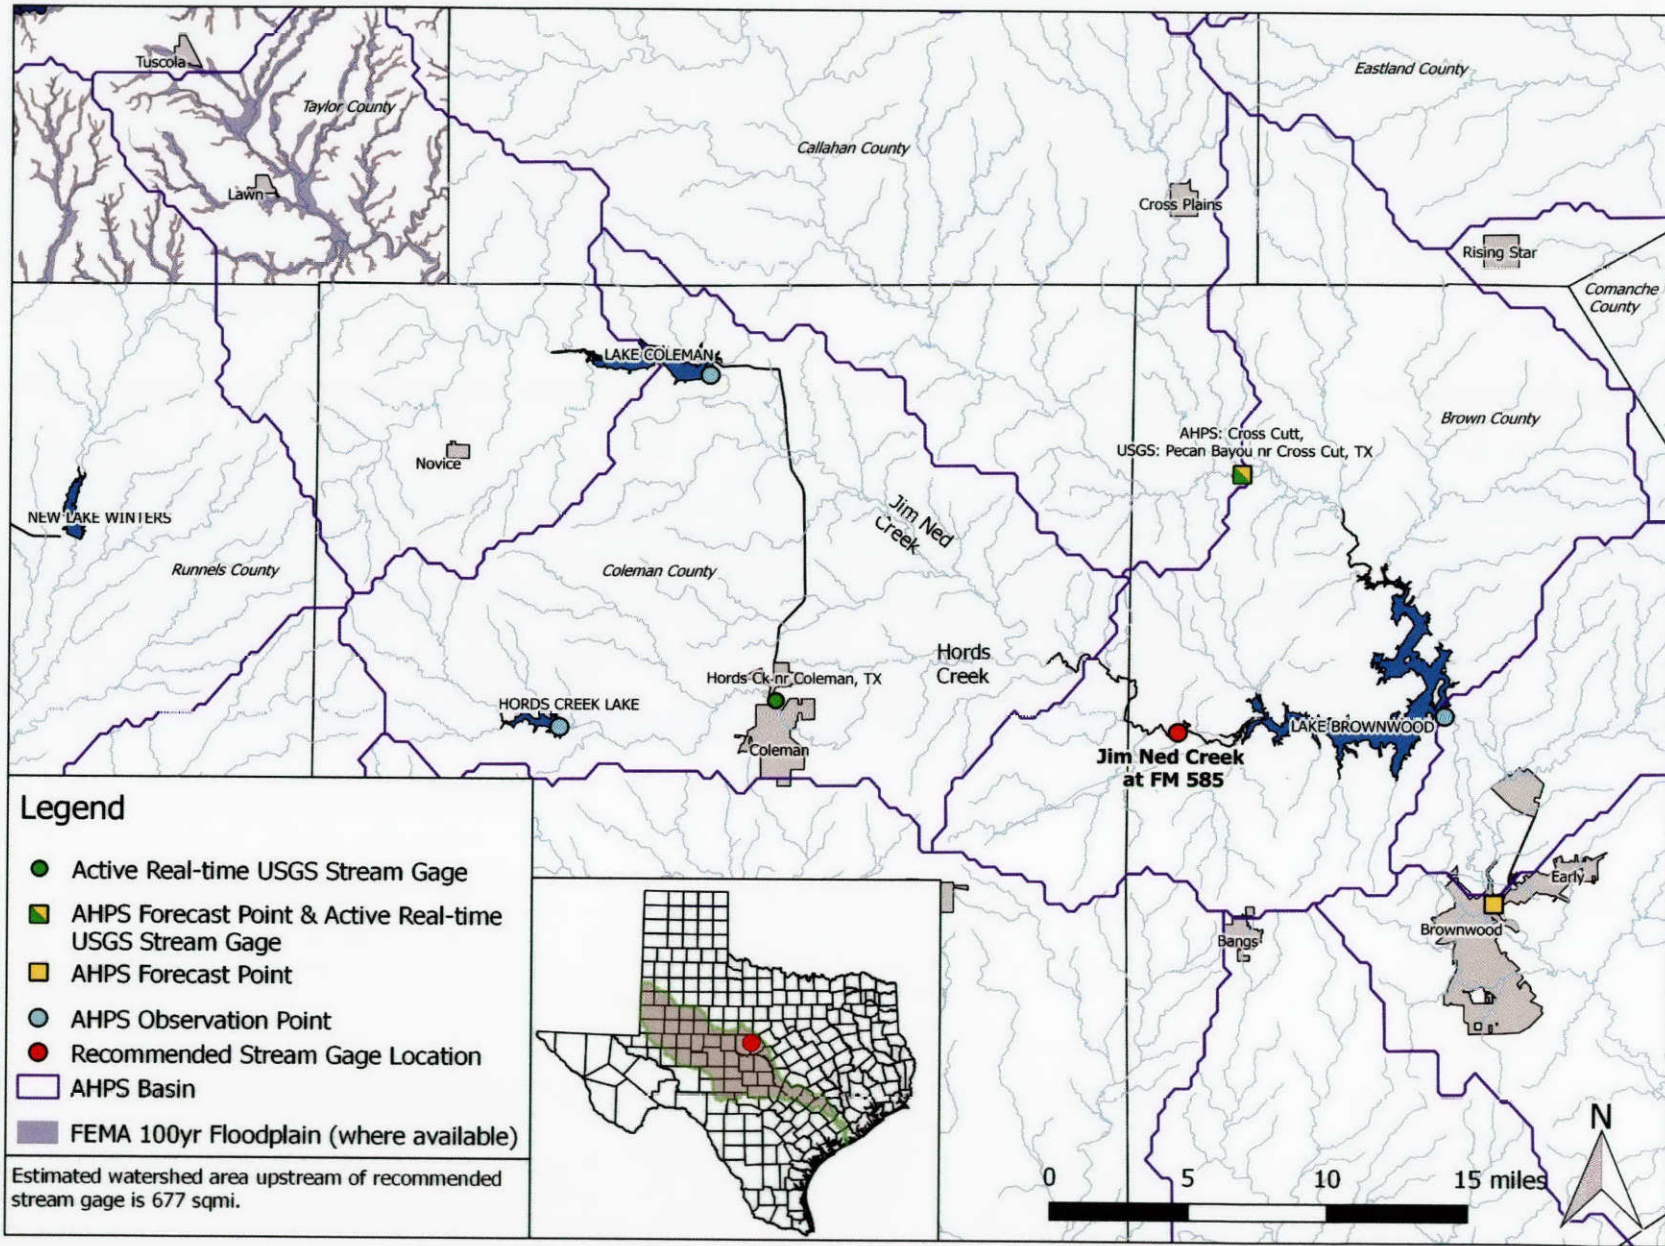 Tuscola
Taylor County
Lawn
Callahan County
Eastland County
Cross Plains
Rising Star
Comanche
County
LAKE COLEMAN
Novice
NEW LAKE WINTERS
Runnels County
Coleman County
Jim Ned
Creek
AHPS: Cross Cutt,
USGS: Pecan Bayou nr Cross Cut, TX
Brown County
Hords
Creek
Hords Ck nr Coleman, TX
HORDS CREEK LAKE
Coleman
LAKE BROWNWOOD
Jim Ned Creek
at FM 585
Early
Brownwood
Bangs
Legend
Active Real-time USGS Stream Gage
AHPS Forecast Point & Active Real-time
USGS Stream Gage
AHPS Forecast Point
AHPS Observation Point
Recommended Stream Gage Location
AHPS Basin
FEMA 100yr Floodplain (where available)
Estimated watershed area upstream of recommended
stream gage is 677 sqmi.
0 5 10 15 miles
N